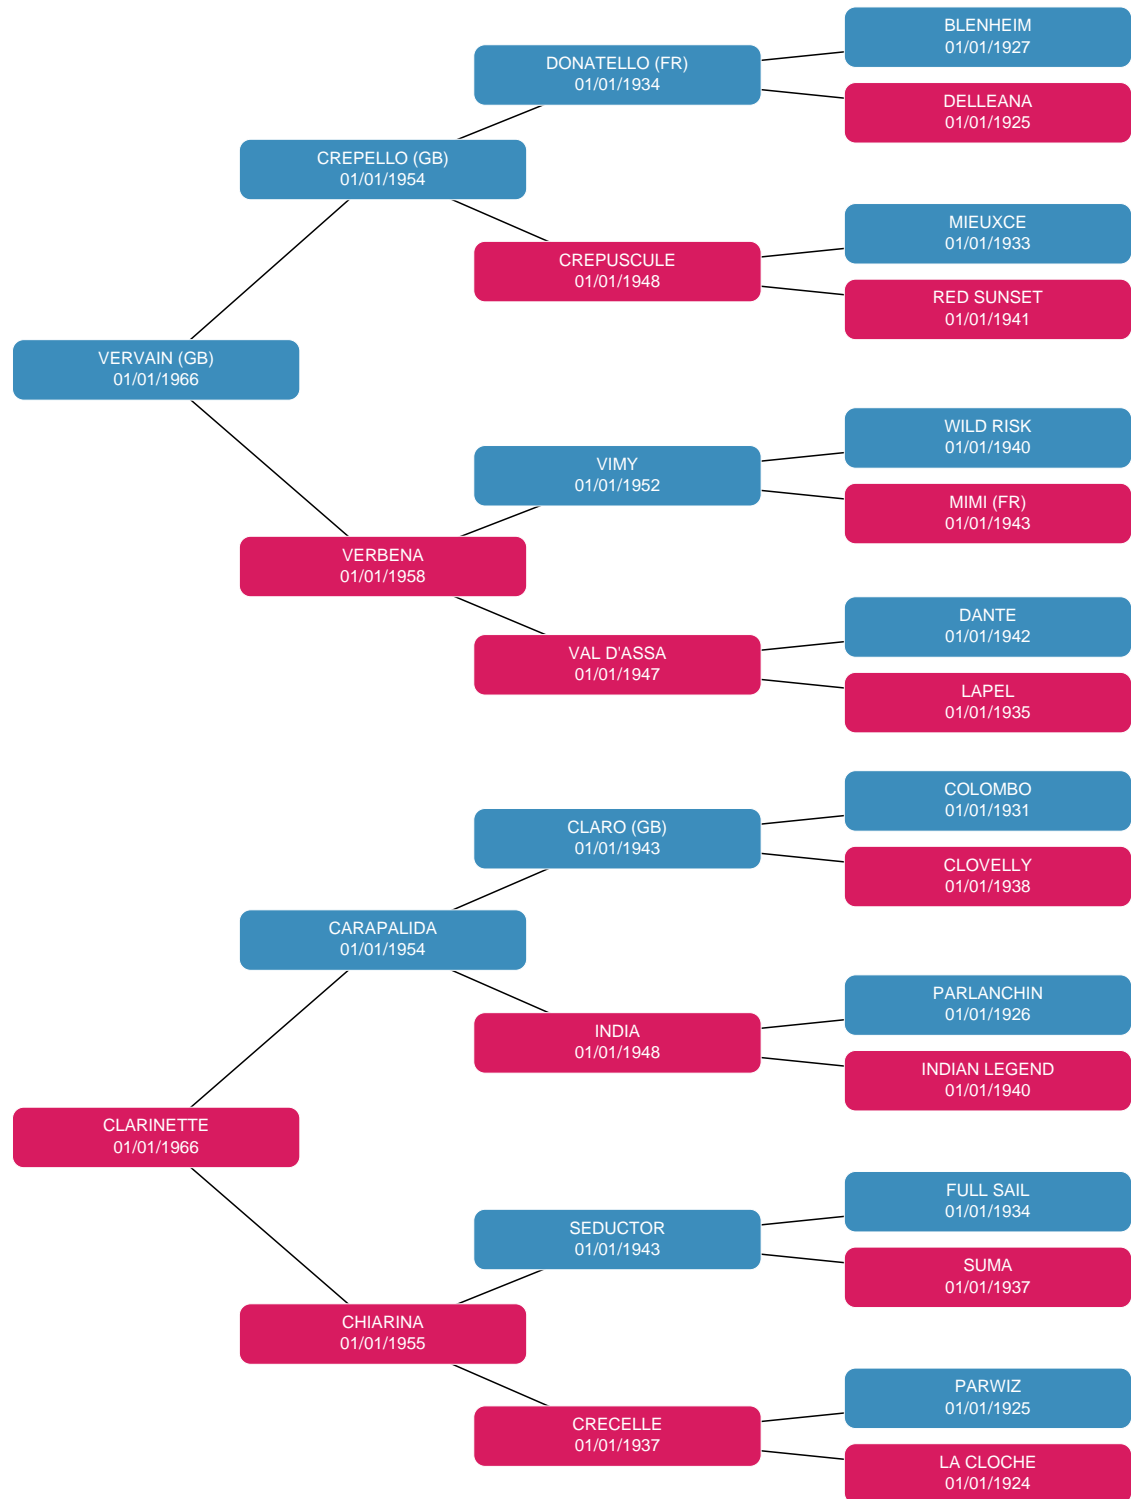 BLENHEIM
01/01/1927
DONATELLO (FR)
01/01/1934
DELLEANA
01/01/1925
CREPELLO (GB)
01/01/1954
MIEUXCE
01/01/1933
CREPUSCULE
01/01/1948
RED SUNSET
01/01/1941
VERVAIN (GB)
01/01/1966
WILD RISK
01/01/1940
VIMY
01/01/1952
MIMI (FR)
01/01/1943
VERBENA
01/01/1958
DANTE
01/01/1942
VAL D'ASSA
01/01/1947
LAPEL
01/01/1935
COLOMBO
01/01/1931
CLARO (GB)
01/01/1943
CLOVELLY
01/01/1938
CARAPALIDA
01/01/1954
PARLANCHIN
01/01/1926
INDIA
01/01/1948
INDIAN LEGEND
01/01/1940
CLARINETTE
01/01/1966
FULL SAIL
01/01/1934
SEDUCTOR
01/01/1943
SUMA
01/01/1937
CHIARINA
01/01/1955
PARWIZ
01/01/1925
CRECELLE
01/01/1937
LA CLOCHE
01/01/1924